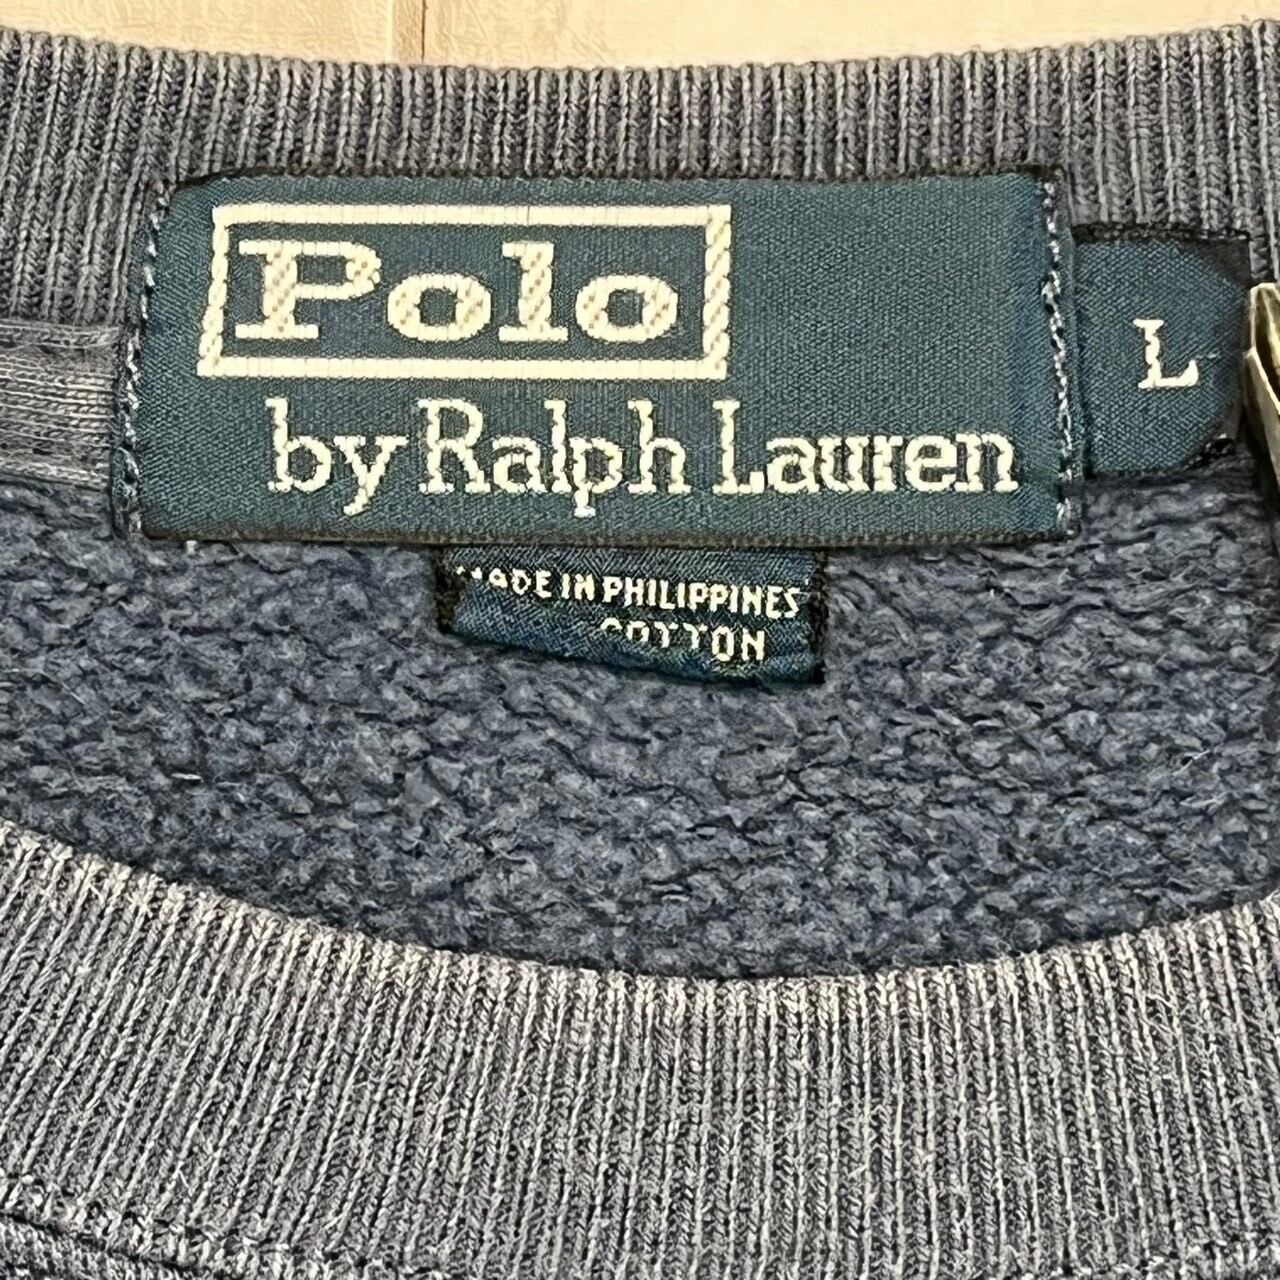 Polo
by Ralph Lauren
L
MADE IN PHILIPPINES
COTTON